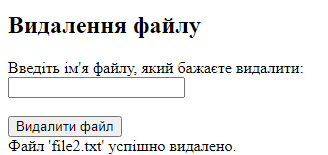 Видалення файлу
Введіть ім'я файлу, який бажаєте видалити:
Видалити файл
Файл 'file2.txt' успішно видалено.